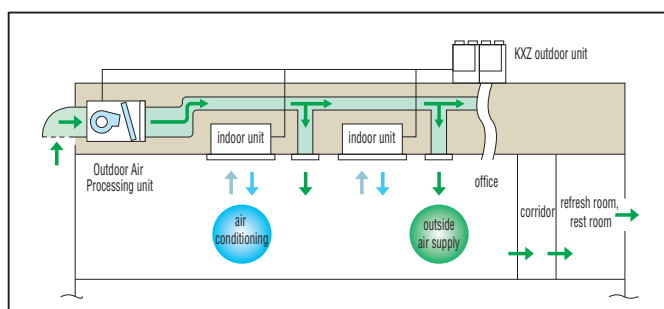 KXZ outdoor unit
indoor unit
indoor unit
Outdoor Air
Processing unit
office
air
conditioning
outside
air supply
corridor
refresh room,
rest room